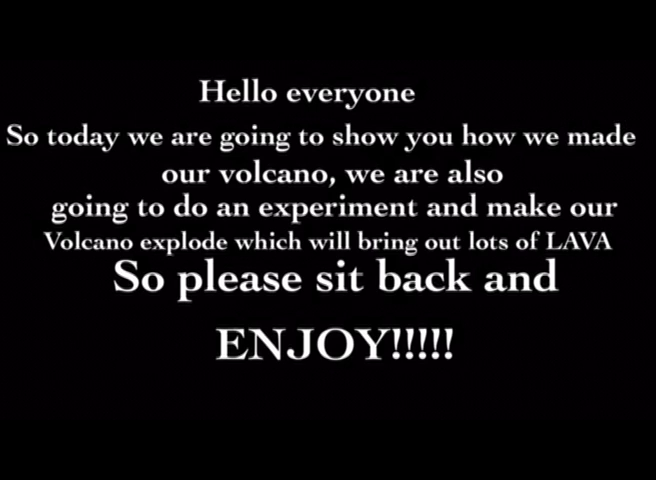 Hello everyone
So today we are going to show you how we made
our volcano, we are also
going to do an experiment and make our
Volcano explode which will bring out lots of LAVA
So please sit back and
ENJOY!!!!!